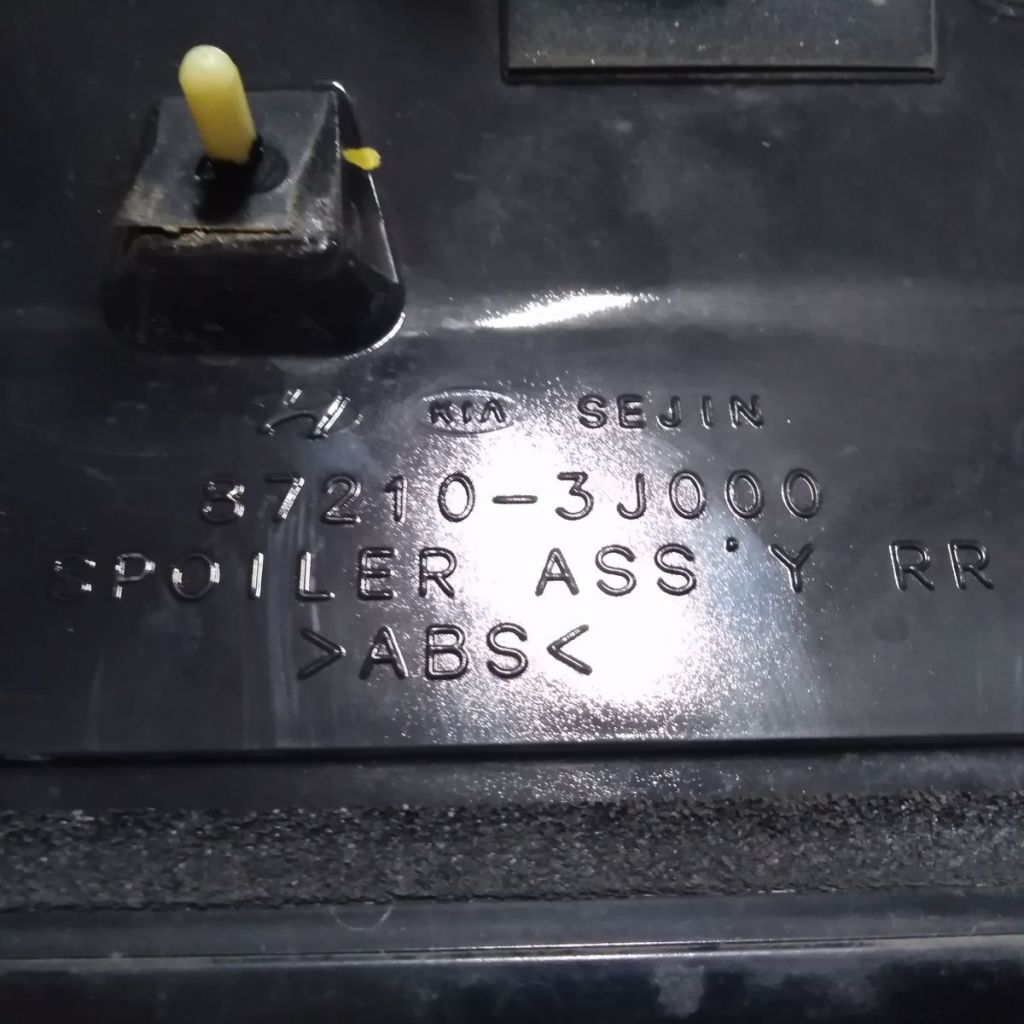 KIA SEJIN
87210-3J000
SPOILER ASS'Y RR
>ABS<